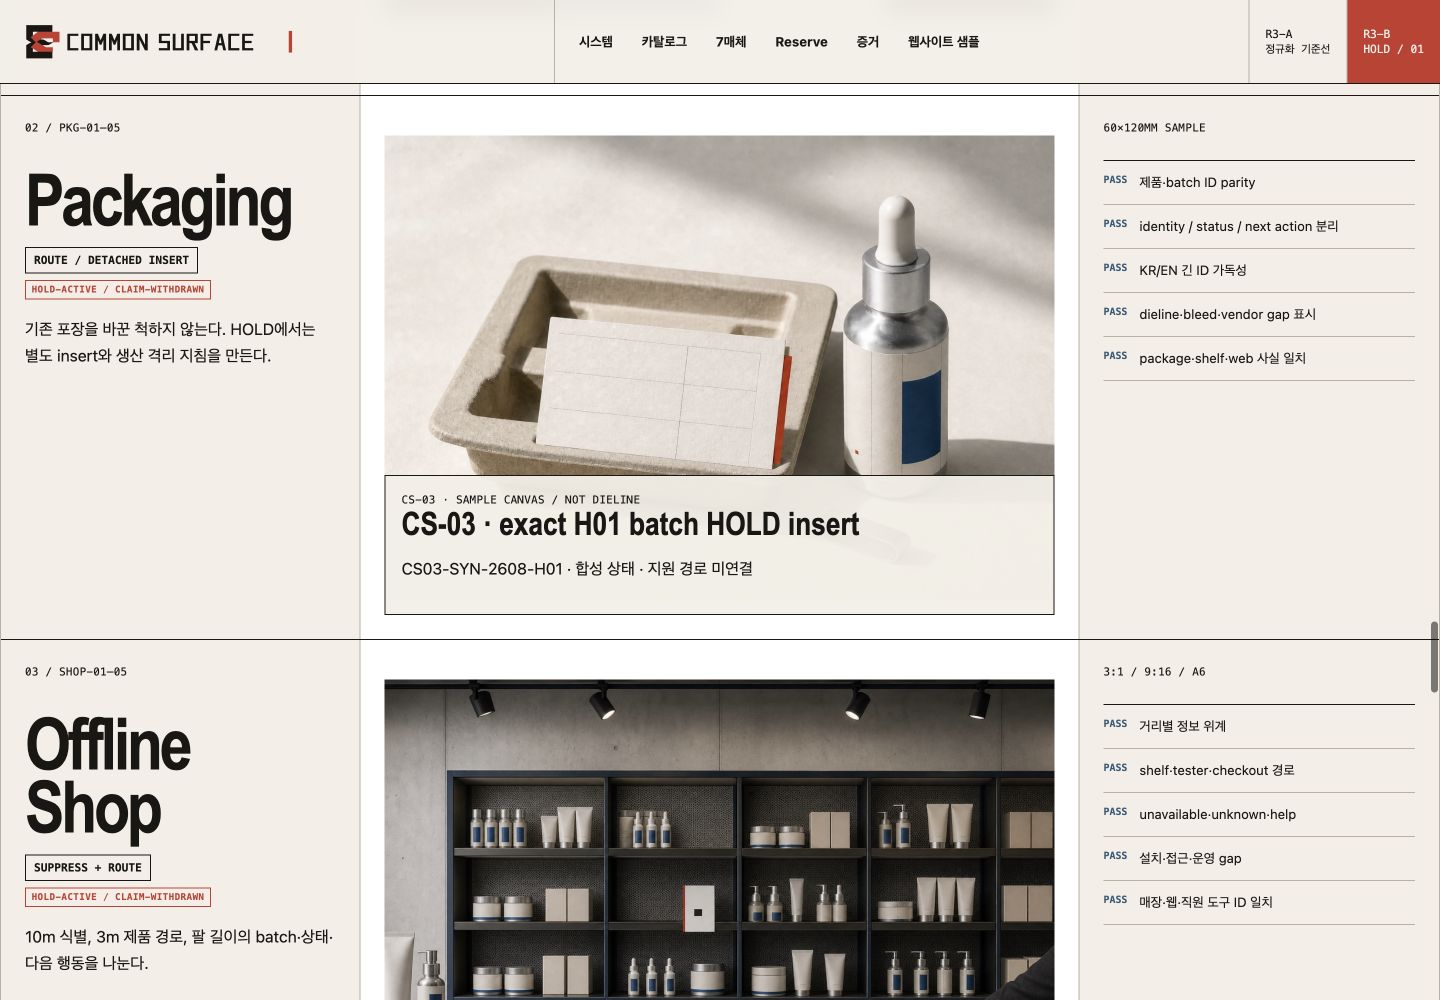 COMMON SURFACE
시스템
카탈로그
7매체
Reserve
증거
웹사이트 샘플
R3-A
정규화 기준선
R3-B
HOLD / 01
02 / PKG-01-05
Packaging
ROUTE / DETACHED INSERT
HOLD-ACTIVE / CLAIM-WITHDRAWN
기존 포장을 바꾼 척하지 않는다. HOLD에서는
별도 insert와 생산 격리 지침을 만든다.
CS-03 · SAMPLE CANVAS / NOT DIELINE
CS-03 · exact H01 batch HOLD insert
CS03-SYN-2608-H01 · 합성 상태 · 지원 경로 미연결
60×120MM SAMPLE
PASS 제품·batch ID parity
PASS identity / status / next action 분리
PASS KR/EN 긴 ID 가독성
PASS dieline·bleed·vendor gap 표시
PASS package·shelf·web 사실 일치
03 / SHOP-01-05
Offline
Shop
SUPPRESS + ROUTE
HOLD-ACTIVE / CLAIM-WITHDRAWN
10m 식별, 3m 제품 경로, 팔 길이의 batch·상태·
다음 행동을 나눈다.
3:1 / 9:16 / A6
PASS 거리별 정보 위계
PASS shelf·tester·checkout 경로
PASS unavailable·unknown·help
PASS 설치·접근·운영 gap
PASS 매장·웹·직원 도구 ID 일치